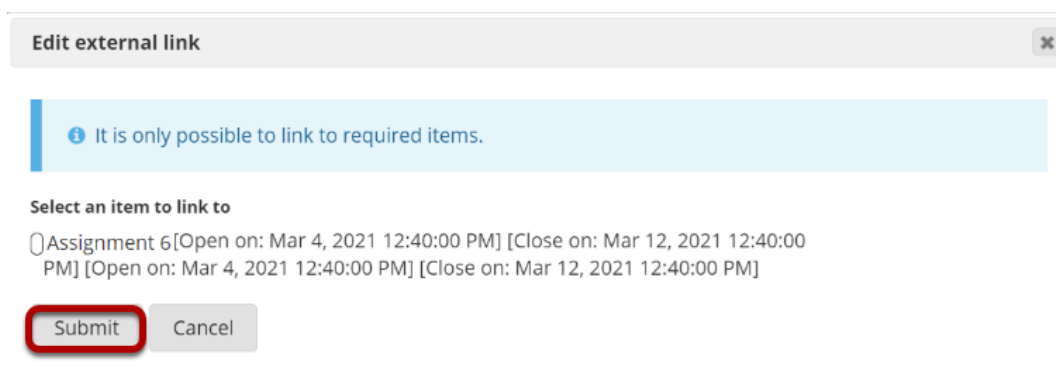 Edit external link
It is only possible to link to required items.
Select an item to link to
Assignment 6[Open on: Mar 4, 2021 12:40:00 PM] [Close on: Mar 12, 2021 12:40:00
PM] [Open on: Mar 4, 2021 12:40:00 PM] [Close on: Mar 12, 2021 12:40:00 PM]
Submit Cancel